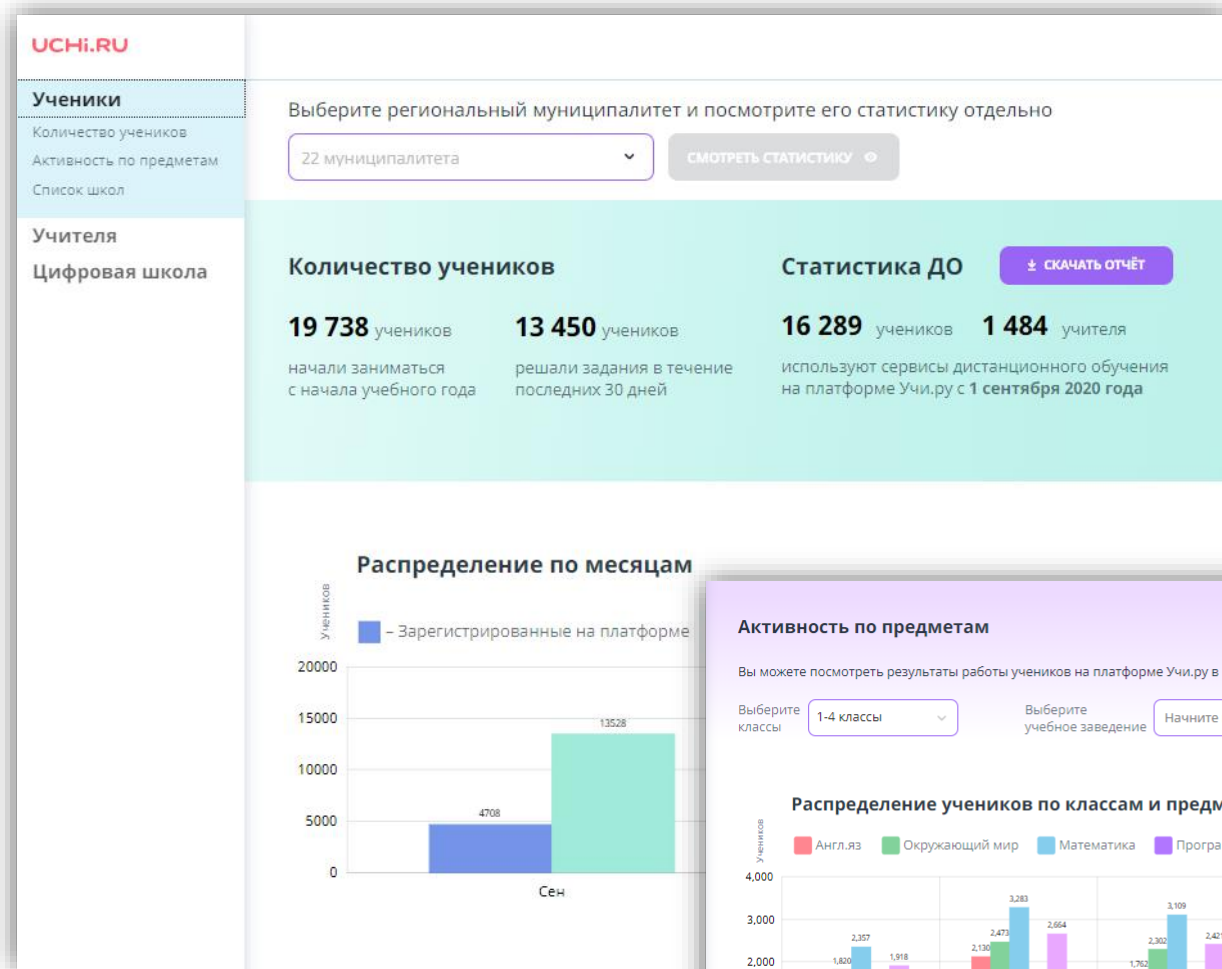 UCHi.RU
Ученики
Количество учеников
Активность по предметам
Список школ
Учителя
Цифровая школа
Выберите региональный муниципалитет и посмотрите его статистику отдельно
22 муниципалитета
СМОТРЕТЬ СТАТИСТИКУ
Количество учеников
19 738 учеников
начали заниматься
с начала учебного года
13 450 учеников
решали задания в течение
последних 30 дней
Статистика ДО
СКАЧАТЬ ОТЧЁТ
16 289 учеников 1 484 учителя
используют сервисы дистанционного обучения
на платформе Учи.ру с 1 сентября 2020 года
Распределение по месяцам
Учеников
– Зарегистрированные на платформе
20000
15000
10000
5000
0
4708
13528
Сен
Активность по предметам
Вы можете посмотреть результаты работы учеников на платформе Учи.ру в
Выберите
классы
1-4 классы
Выберите
учебное заведение
Начните
Распределение учеников по классам и предм
Учеников
Англ.яз Окружающий мир Математика Програ
4,000
3,000
2,000
1,820
2,357
1,918
2,130
2,473
3,283
2,664
1,762
2,302
3,109
2,421